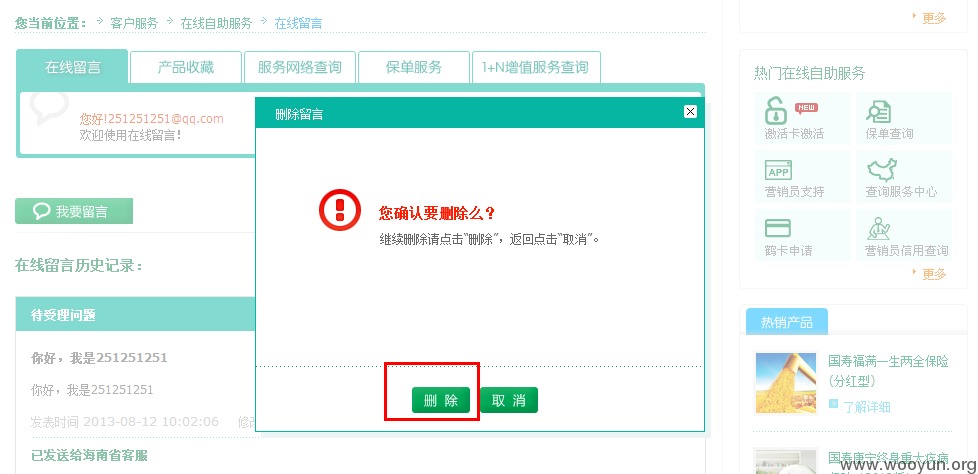 您当前位置： 客户服务 在线自助服务 在线留言
在线留言
产品收藏
服务网络查询
保单服务
1+N增值服务查询
您好!251251251@qq.com
欢迎使用在线留言！
我要留言
在线留言历史记录：
待受理问题
你好，我是251251251
你好，我是251251251
发表时间 2013-08-12 10:02:06
已发送给海南省客服
删除留言
您确认要删除么？
继续删除请点击“删除”，返回点击“取消”。
删 除
取 消
更多
热门在线自助服务
NEW
激活卡激活
保单查询
APP
营销员支持
查询服务中心
鹤卡申请
营销员信用查询
更多
热销产品
国寿福满一生两全保险
(分红型)
了解详细
国寿康宁终身重大疾病
www.wooyun.org